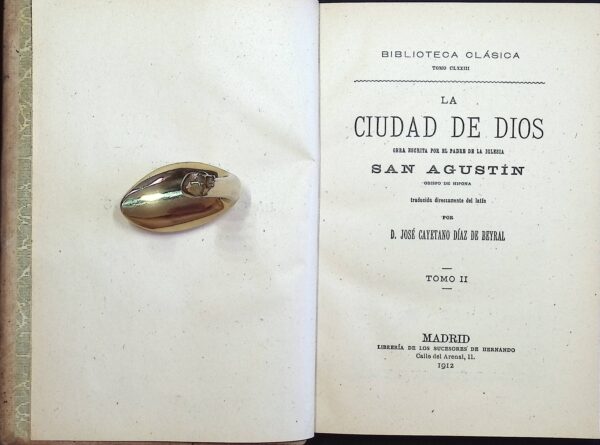 BIBLIOTECA CLÁSICA
TOMO CLXXIII
LA
CIUDAD DE DIOS
OBRA ESCRITA POR EL PADRE DE LA IGLESIA
SAN AGUSTÍN
OBISPO DE HIPONA
traducida directamente del latín
POR
D. JOSÉ CAYETANO DÍAZ DE BEYRAL
TOMO II
MADRID
LIBRERÍA DE LOS SUCESORES DE HERNANDO
Calle del Arenal, 11.
1912